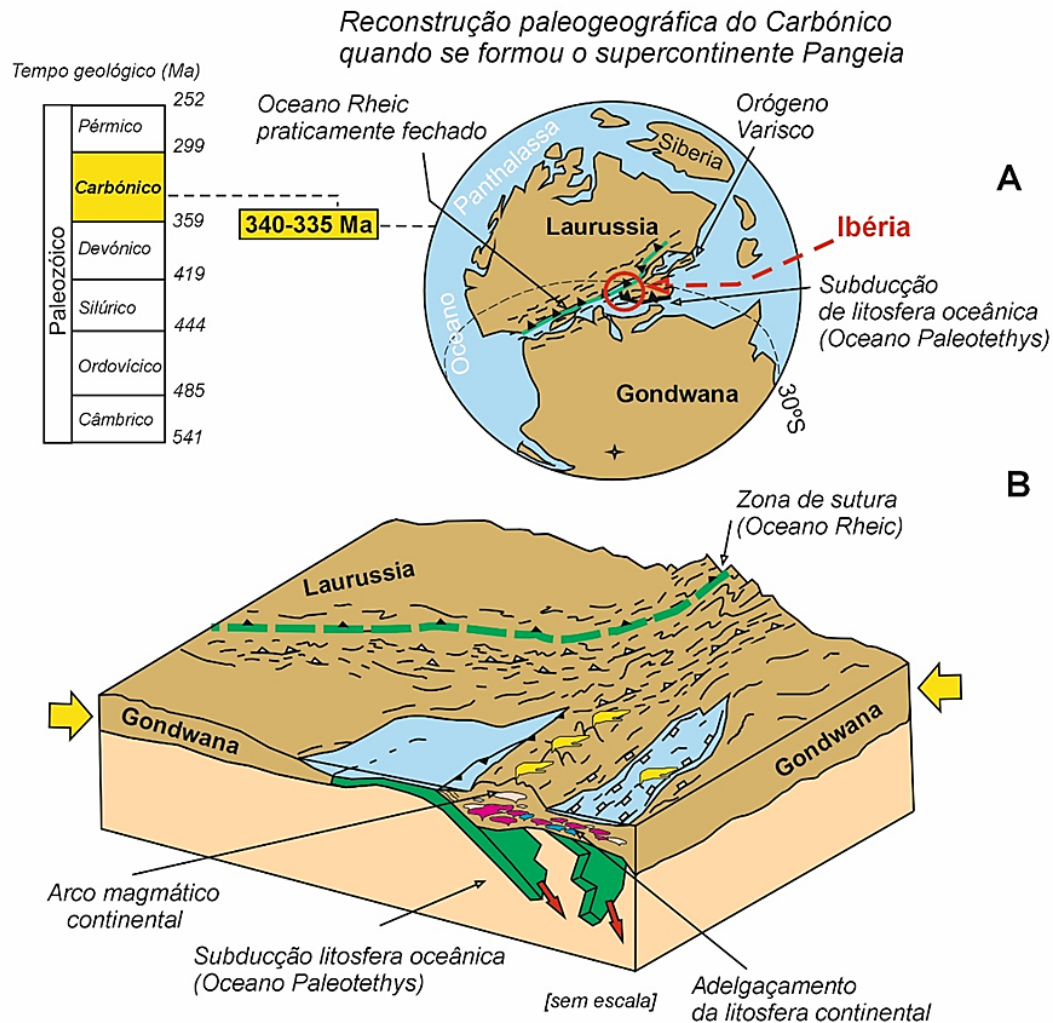 Reconstrução paleogeográfica do Carbónico
quando se formou o supercontinente Pangeia
Tempo geológico (Ma)
252
Pérmico
299
Carbónico
359
Devónico
419
Silúrico
444
Ordovícico
485
Câmbrico
541
Paleozóico
340-335 Ma
Oceano Rheic
praticamente fechado
Orógeno
Varisco
A
Panthalassa
Oceano
Siberia
Laurussia
Ibéria
Subducção
de litosfera oceânica
(Oceano Paleotethys)
Gondwana
30ºS
B
Zona de sutura
(Oceano Rheic)
Laurussia
Gondwana
Gondwana
Arco magmático
continental
Subducção litosfera oceânica
(Oceano Paleotethys)
[sem escala]
Adelgaçamento
da litosfera continental